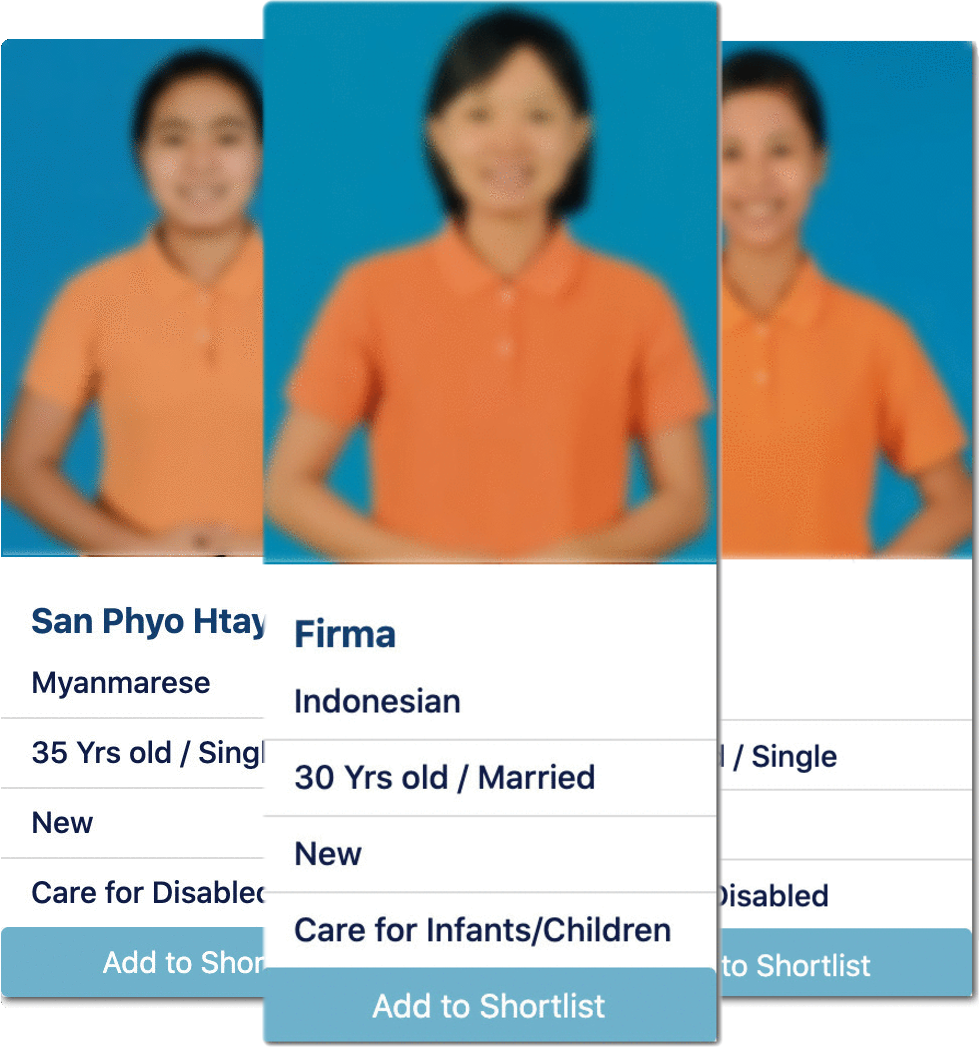 San Phyo Htay
Myanmarese
35 Yrs old / Singl
New
Care for Disabled
Add to Shor
Firma
Indonesian
30 Yrs old / Married
New
Care for Infants/Children
Add to Shortlist
/ Single
Disabled
to Shortlist